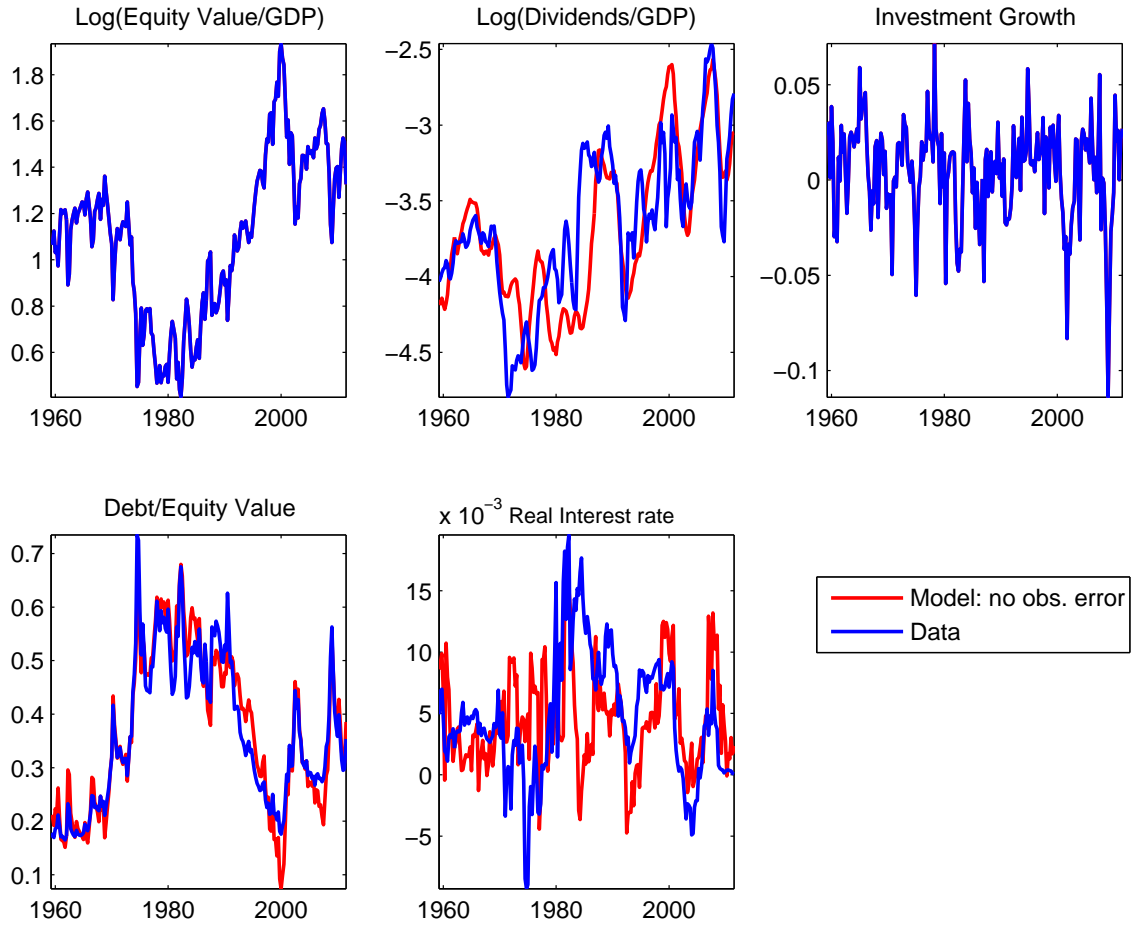 Log(Equity Value/GDP)
1.8
1.6
1.4
1.2
1
0.8
0.6
1960 1980 2000
Log(Dividends/GDP)
−2.5
−3
−3.5
−4
−4.5
1960 1980 2000
Investment Growth
0.05
0
−0.05
−0.1
1960 1980 2000
Debt/Equity Value
0.7
0.6
0.5
0.4
0.3
0.2
0.1
1960 1980 2000
x 10−3 Real Interest rate
15
10
5
0
−5
1960 1980 2000
Model: no obs. error
Data